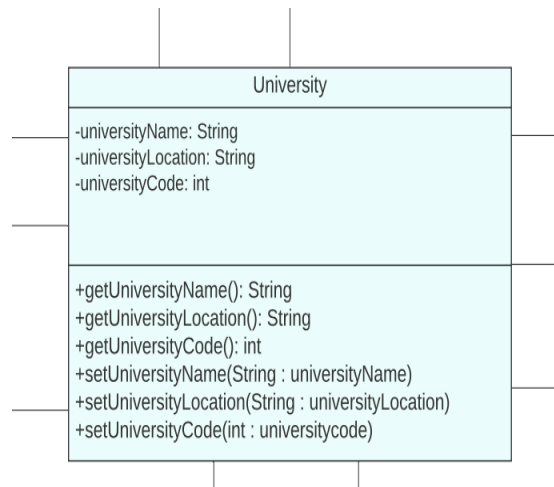 University
-universityName: String
-universityLocation: String
-universityCode: int
+getUniversityName(): String
+getUniversityLocation(): String
+getUniversityCode(): int
+setUniversityName(String : universityName)
+setUniversityLocation(String : universityLocation)
+setUniversityCode(int : universitycode)